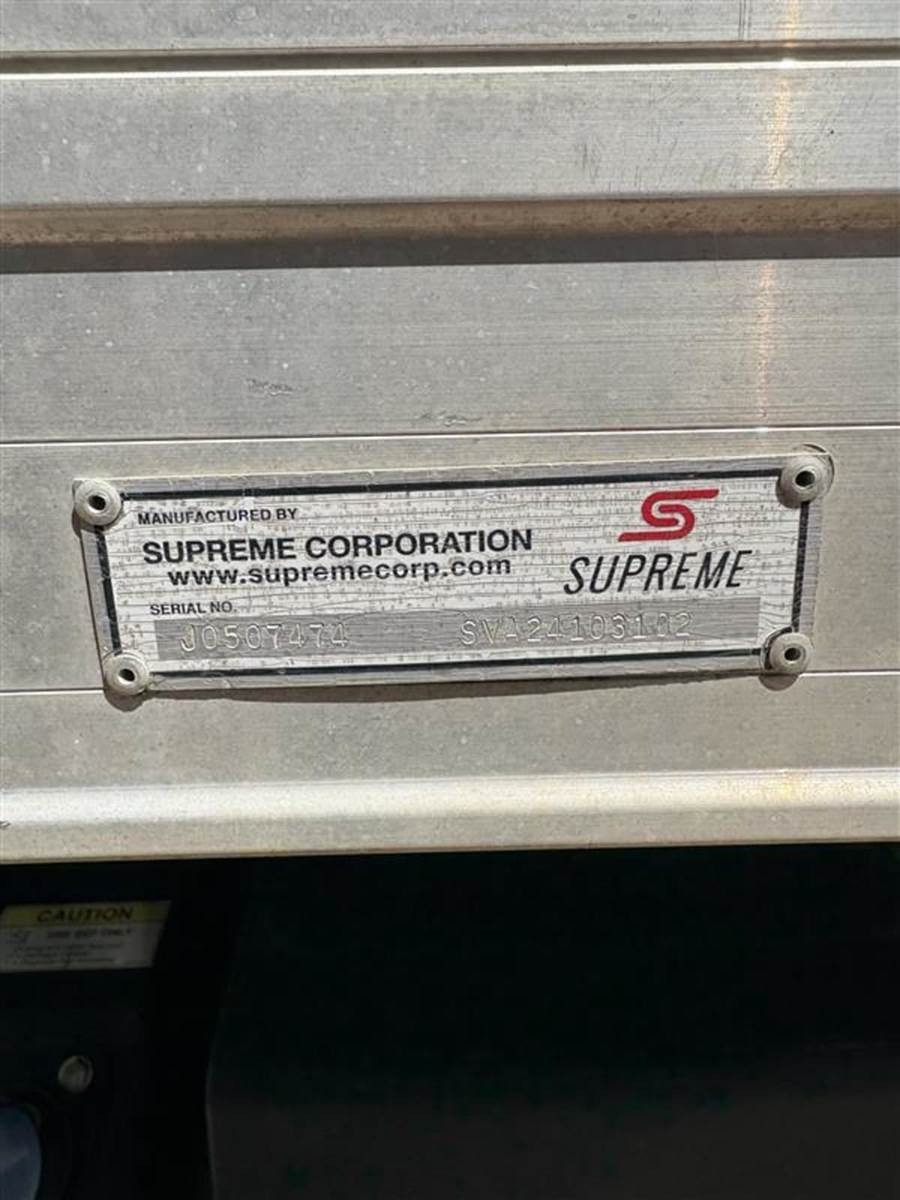 MANUFACTURED BY
SUPREME CORPORATION
www.supremecorp.com
SUPREME
SERIAL NO.
J0507474 SVA24103102
CAUTION